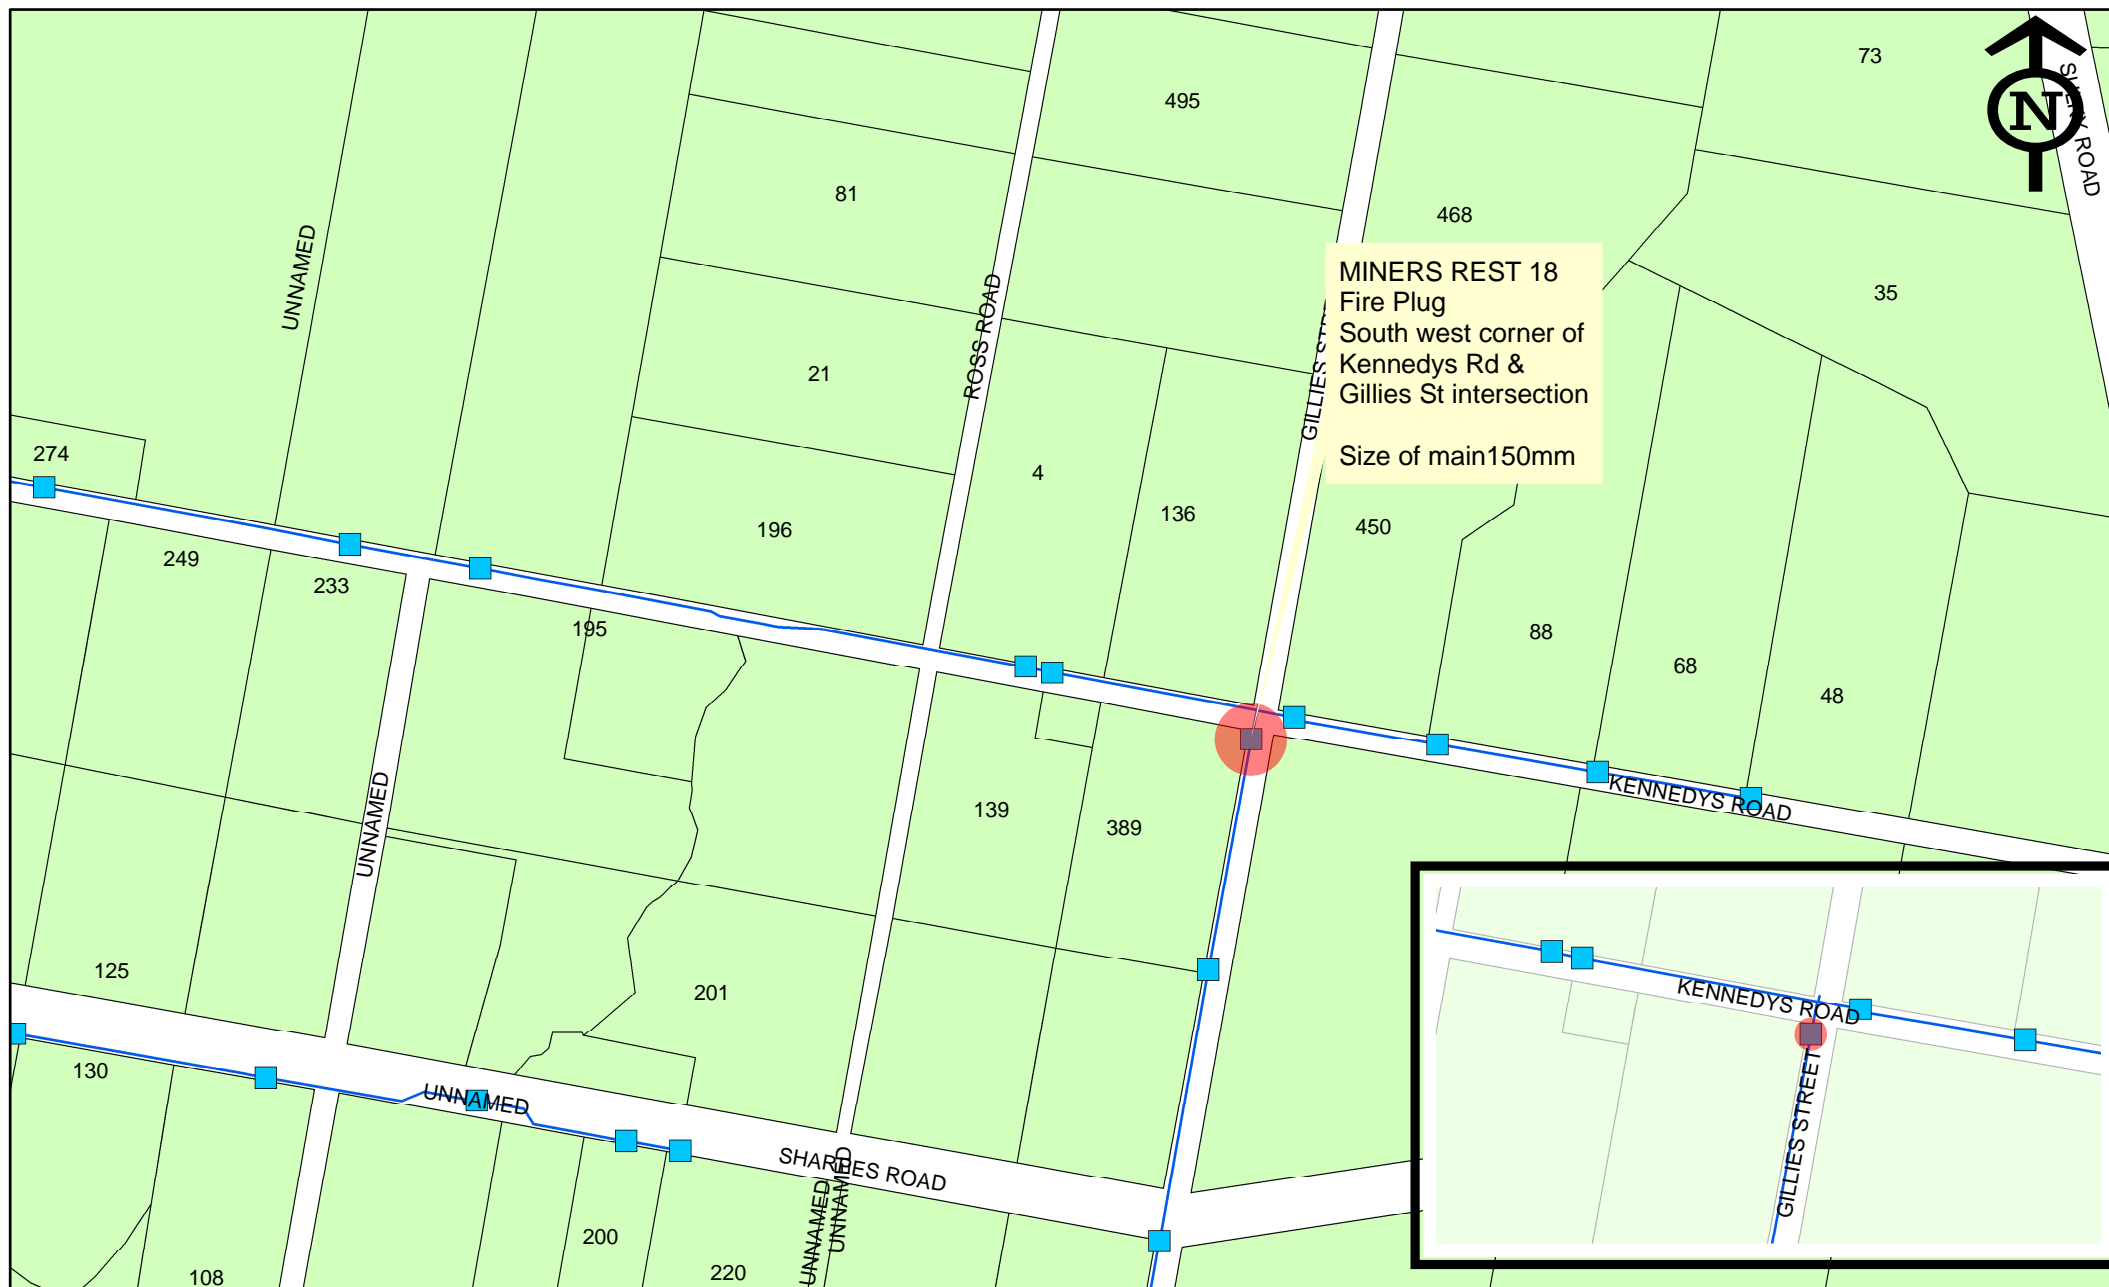 73
N
495
81
UNNAMED
468
MINERS REST 18
Fire Plug
South west corner of
Kennedys Rd &
Gillies St intersection
Size of main150mm
35
ROSS ROAD
21
274
4
136
196
450
249
233
195
88
68
48
KENNEDYS ROAD
UNNAMED
139
389
125
201
130
UNNAMED
SHARPES ROAD
UNNAMED
UNNAMED
200
220
108
KENNEDYS ROAD
GILLIES STREET